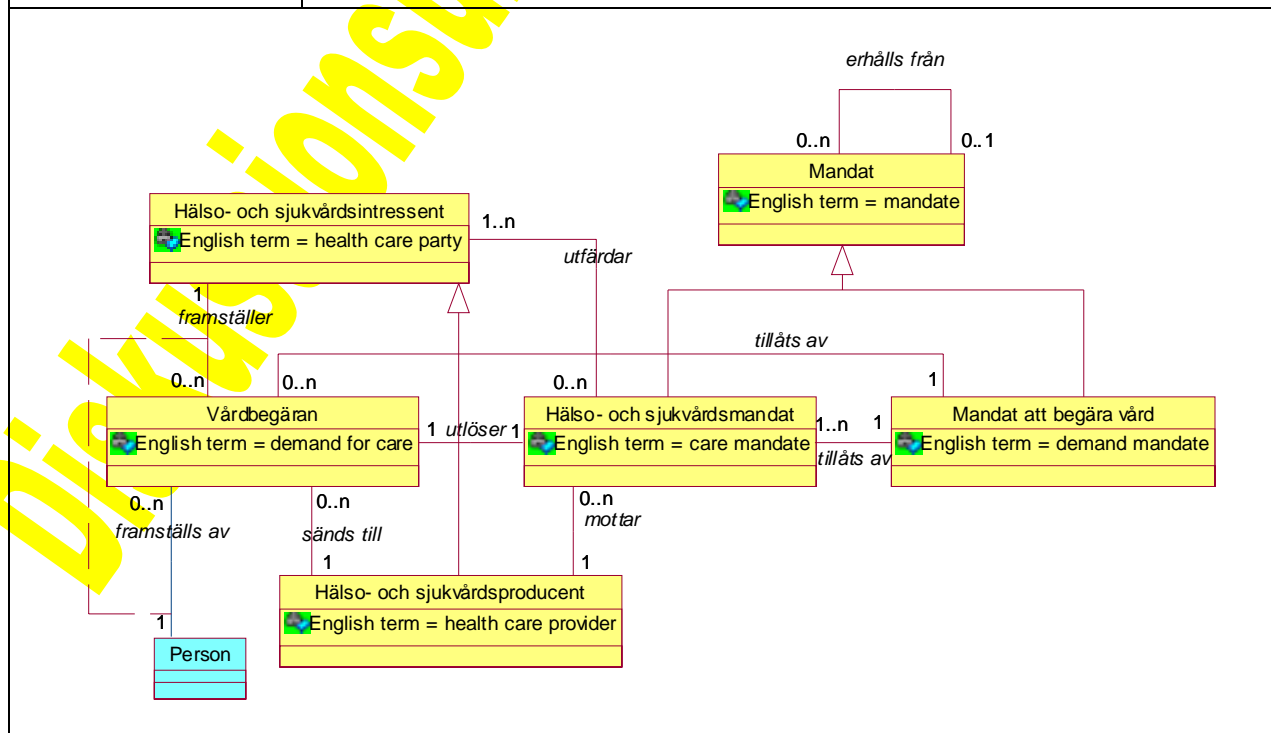 erhålls från
0..n
0..1
Mandat
English term = mandate
Hälso- och sjukvårdsintressent
English term = health care party
1..n
utfärdar
1
framställer
tillåts av
0..n
0..n
0..n
1
Vårdbegäran
English term = demand for care
1
utlöser
1
Hälso- och sjukvårdsmandat
English term = care mandate
1..n
1
tillåts av
Mandat att begära vård
English term = demand mandate
0..n
framställs av
0..n
sänds till
0..n
mottar
1
1
Hälso- och sjukvårdsproducent
English term = health care provider
1
Person
Diskussionsu